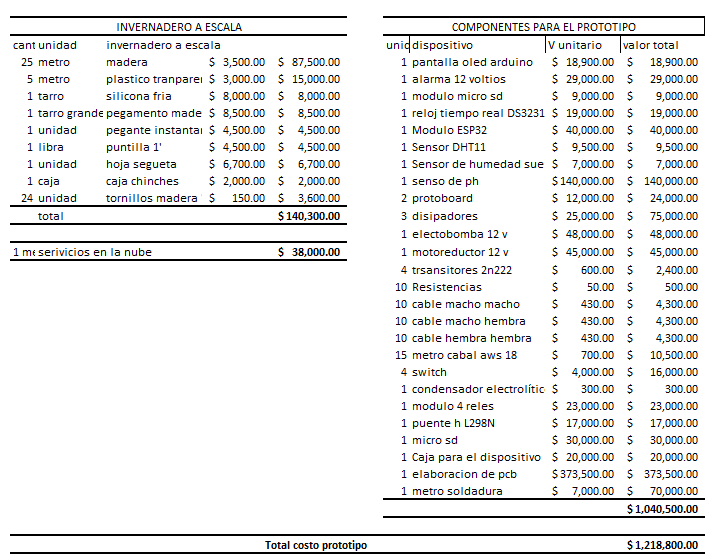 INVERNADERO A ESCALA
cant unidad invernadero a escala
25 metro madera $ 3,500.00 $ 87,500.00
5 metro plastico tranparei $ 3,000.00 $ 15,000.00
1 tarro silicona fria $ 8,000.00 $ 8,000.00
1 tarro grande pegamento made $ 8,500.00 $ 8,500.00
1 unidad pegante instantai $ 4,500.00 $ 4,500.00
1 libra puntilla 1' $ 4,500.00 $ 4,500.00
1 unidad hoja segueta $ 6,700.00 $ 6,700.00
1 caja caja chinches $ 2,000.00 $ 2,000.00
24 unidad tornillos madera $ 150.00 $ 3,600.00
total $ 140,300.00
1 me serivicios en la nube $ 38,000.00
COMPONENTES PARA EL PROTOTIPO
unid dispositivo V unitario valor total
1 pantalla oled arduino $ 18,900.00 $ 18,900.00
1 alarma 12 voltios $ 29,000.00 $ 29,000.00
1 modulo micro sd $ 9,000.00 $ 9,000.00
1 reloj tiempo real DS3231 $ 19,000.00 $ 19,000.00
1 Modulo ESP32 $ 40,000.00 $ 40,000.00
1 Sensor DHT11 $ 9,500.00 $ 9,500.00
1 Sensor de humedad sue $ 7,000.00 $ 7,000.00
1 senso de ph $ 140,000.00 $ 140,000.00
2 protoboard $ 12,000.00 $ 24,000.00
3 disipadores $ 25,000.00 $ 75,000.00
1 electobomba 12 v $ 48,000.00 $ 48,000.00
1 motoreductor 12 v $ 45,000.00 $ 45,000.00
4 trsansitores 2n222 $ 600.00 $ 2,400.00
10 Resistencias $ 50.00 $ 500.00
10 cable macho macho $ 430.00 $ 4,300.00
10 cable macho hembra $ 430.00 $ 4,300.00
10 cable hembra hembra $ 430.00 $ 4,300.00
15 metro cabal aws 18 $ 700.00 $ 10,500.00
4 switch $ 4,000.00 $ 16,000.00
1 condensador electrolític $ 300.00 $ 300.00
1 modulo 4 reles $ 23,000.00 $ 23,000.00
1 puente h L298N $ 17,000.00 $ 17,000.00
1 micro sd $ 30,000.00 $ 30,000.00
1 Caja para el dispositivo $ 20,000.00 $ 20,000.00
1 elaboracion de pcb $ 373,500.00 $ 373,500.00
1 metro soldadura $ 7,000.00 $ 70,000.00
$ 1,040,500.00
Total costo prototipo $ 1,218,800.00